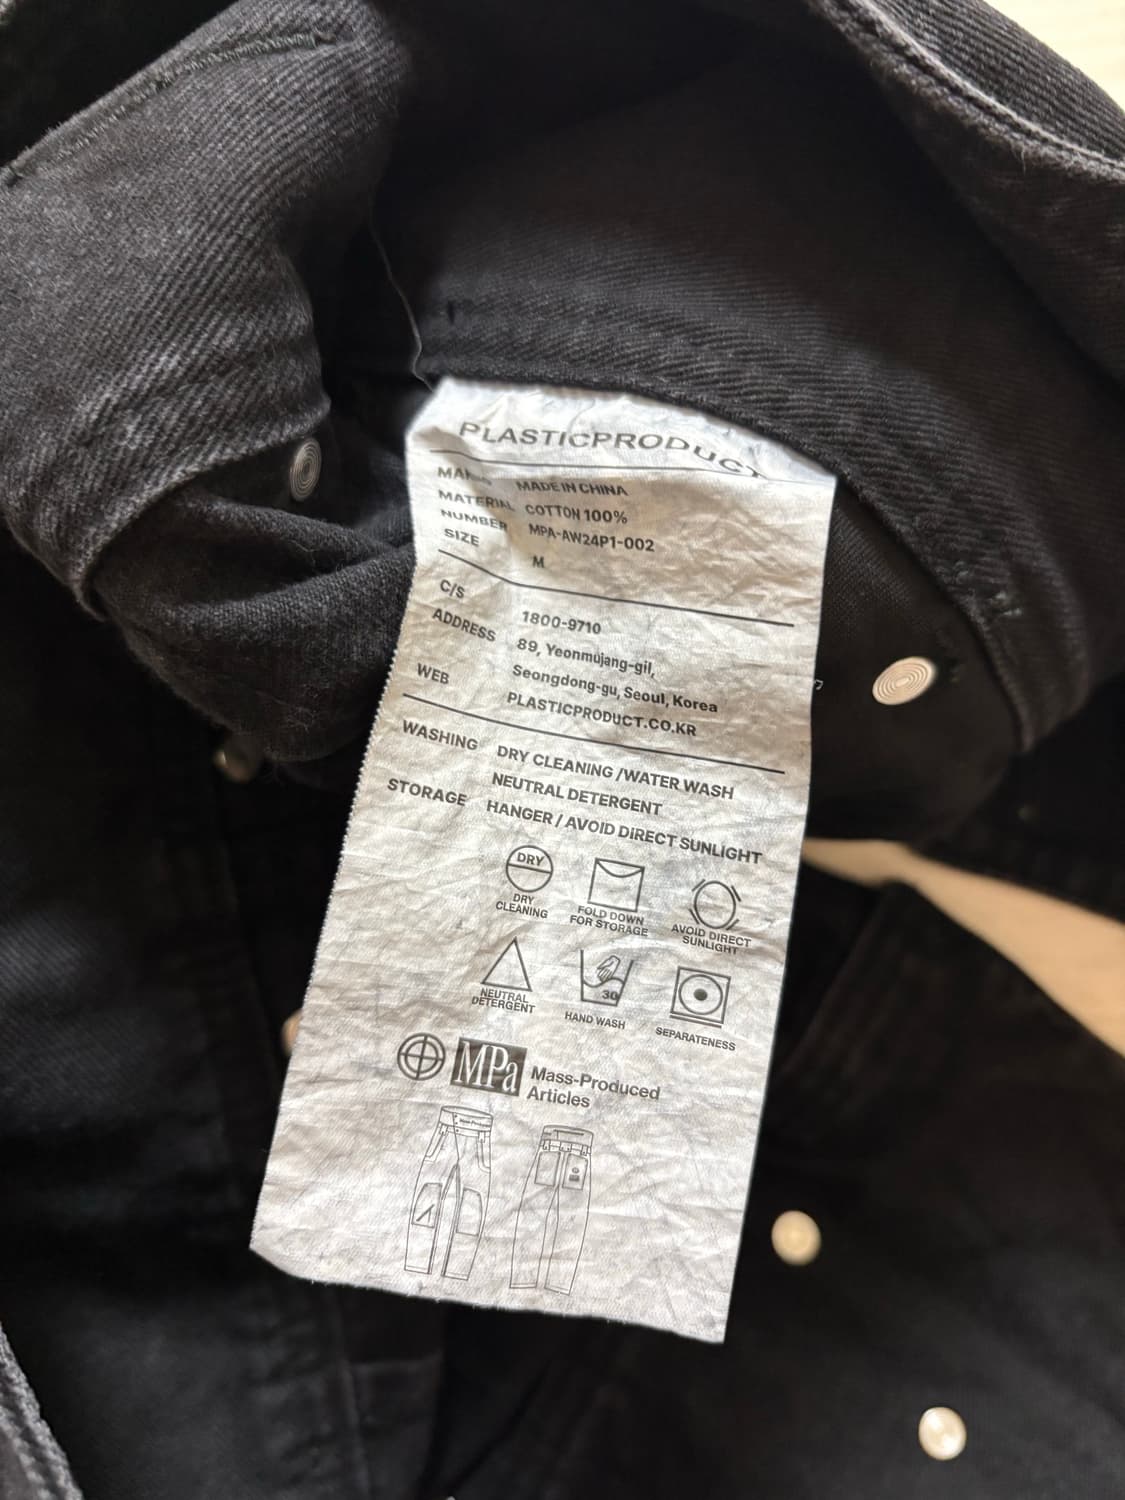 PLASTICPRODUCT
MADE IN CHINA
MATERIAL COTTON 100%
NUMBER MPA-AW24P1-002
SIZE M
C/S 1800-9710
ADDRESS 89, Yeonmujang-gil,
Seongdong-gu, Seoul, Korea
WEB PLASTICPRODUCT.CO.KR
WASHING DRY CLEANING /WATER WASH
NEUTRAL DETERGENT
STORAGE HANGER / AVOID DIRECT SUNLIGHT
DRY
DRY
CLEANING
FOLD DOWN
FOR STORAGE
AVOID DIRECT
SUNLIGHT
NEUTRAL
DETERGENT
30
HAND WASH
SEPARATENESS
MPa Mass-Produced
Articles